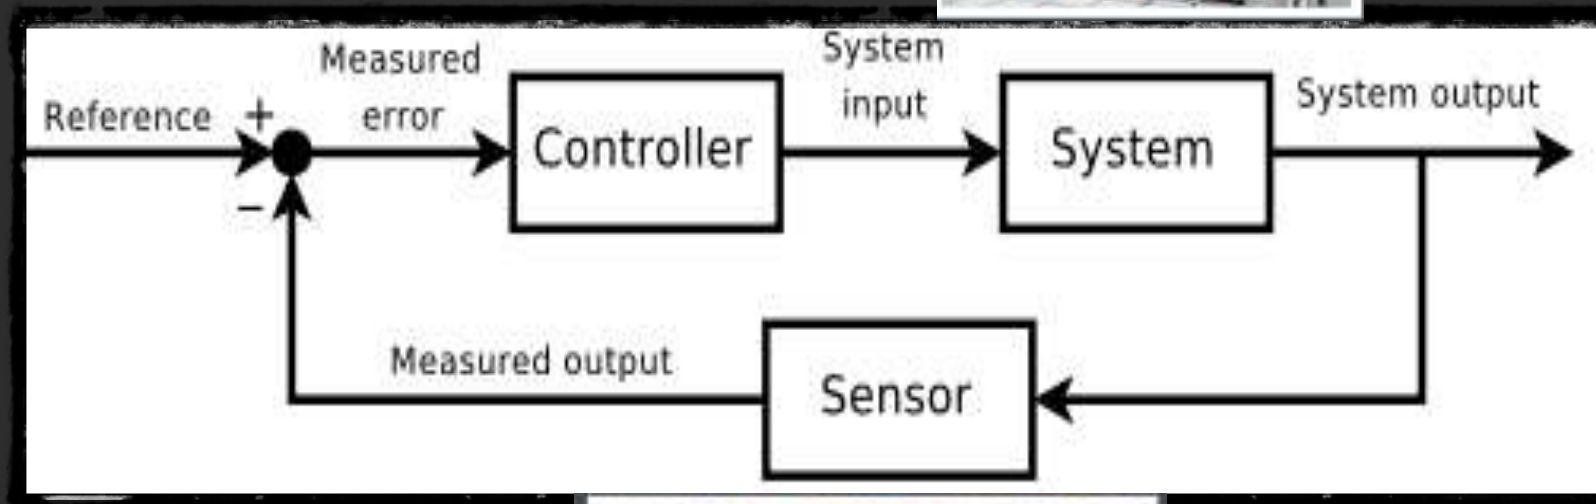 Reference
+
Measured
error
Controller
System
input
System
System output
−
Measured output
Sensor